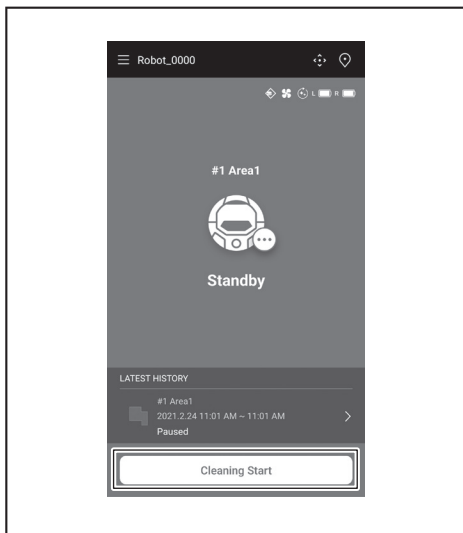 Robot_0000
L R
#1 Area1
Standby
LATEST HISTORY
#1 Area1
2021.2.24 11:01 AM ~ 11:01 AM
Paused
Cleaning Start